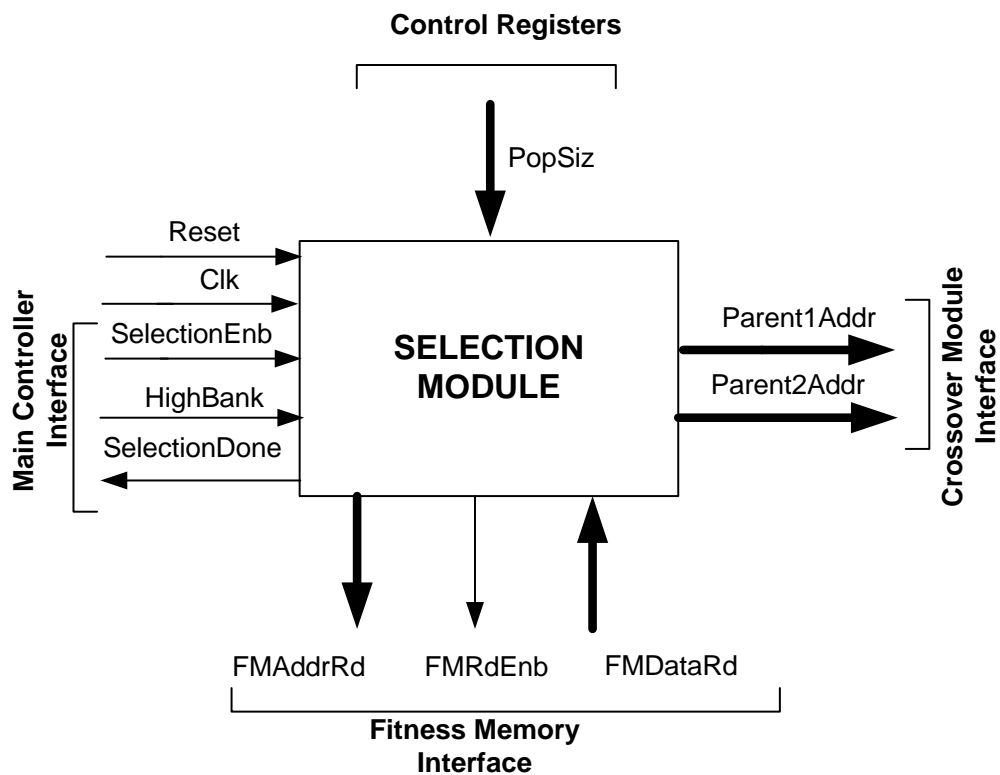 Control Registers
PopSiz
Reset
Clk
SelectionEnb
HighBank
SelectionDone
Main Controller
Interface
SELECTION
MODULE
Parent1Addr
Parent2Addr
Crossover Module
Interface
FMAddrRd
FMRdEnb
FMDataRd
Fitness Memory
Interface